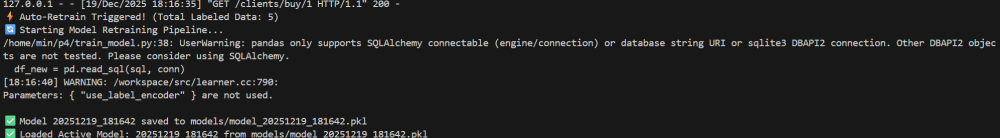 127.0.0.1 - - [19/Dec/2025 18:16:35] "GET /clients/buy/1 HTTP/1.1" 200 -
⚡ Auto-Retrain Triggered! (Total Labeled Data: 5)
🔄 Starting Model Retraining Pipeline...
/home/min/p4/train_model.py:38: UserWarning: pandas only supports SQLAlchemy connectable (engine/connection) or database string URI or sqlite3 DBAPI2 connection. Other DBAPI2 objec
ts are not tested. Please consider using SQLAlchemy.
  df_new = pd.read_sql(sql, conn)
[18:16:40] WARNING: /workspace/src/learner.cc:790:
Parameters: { "use_label_encoder" } are not used.
✅ Model 20251219_181642 saved to models/model_20251219_181642.pkl
✅ Loaded Active Model: 20251219_181642 from models/model_20251219_181642.pkl